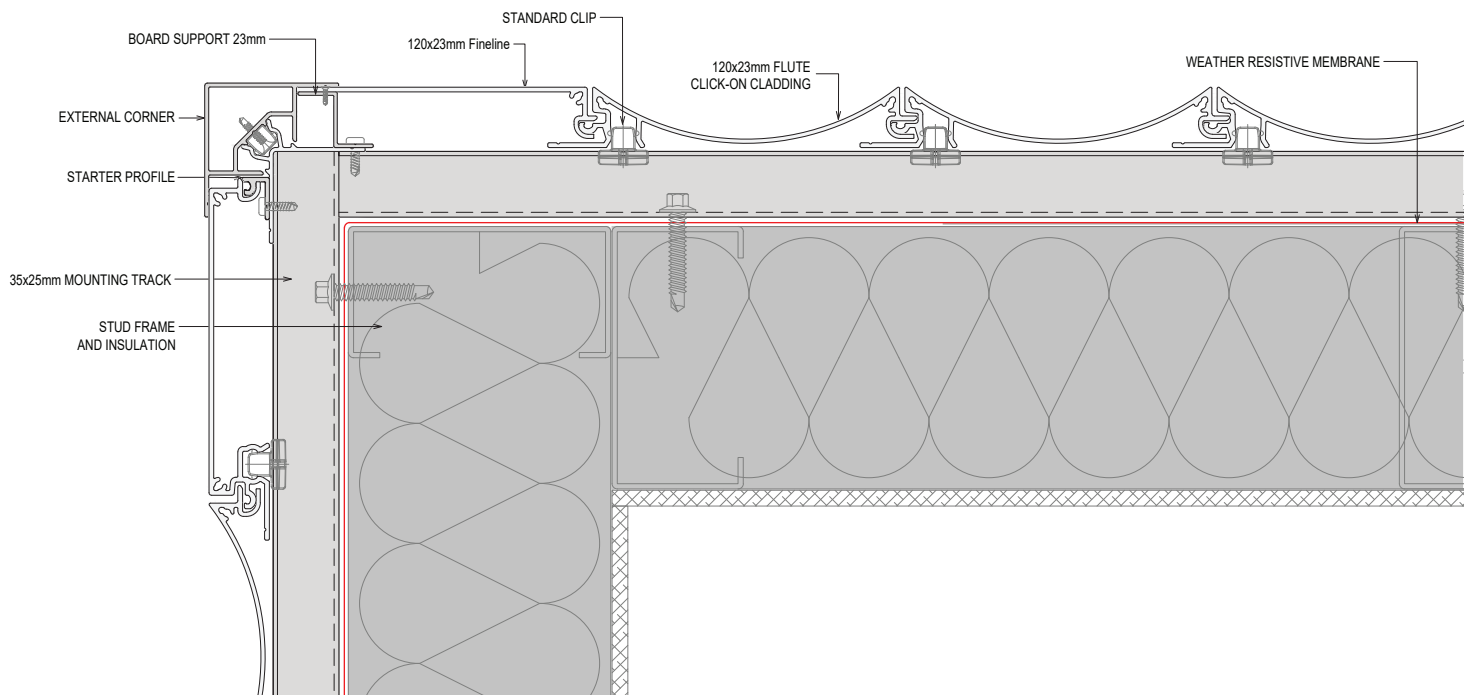 STANDARD CLIP
BOARD SUPPORT 23mm
120x23mm Fineline
120x23mm FLUTE
CLICK-ON CLADDING
WEATHER RESISTIVE MEMBRANE
EXTERNAL CORNER
STARTER PROFILE
35x25mm MOUNTING TRACK
STUD FRAME
AND INSULATION